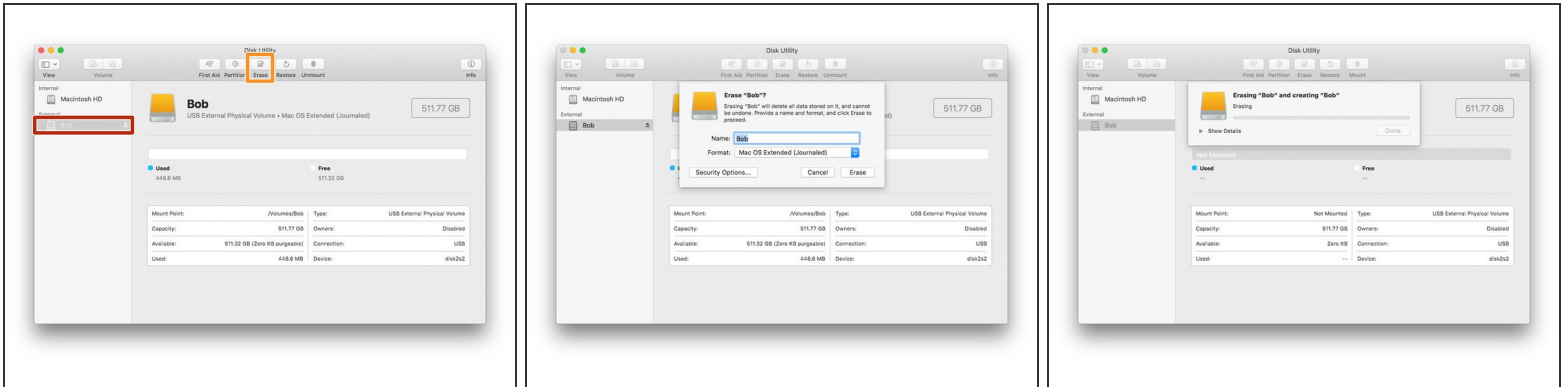 Disk Utility
View
Volume
First Aid Partition Erase Restore Unmount
Info
Internal
Macintosh HD
External
Bob
Bob
USB External Physical Volume • Mac OS Extended (Journaled)
511.77 GB
Used
448.6 MB
Free
511.32 GB
Mount Point: /Volumes/Bob Type: USB External Physical Volume
Capacity: 511.77 GB Owners: Disabled
Available: 511.32 GB (Zero KB purgeable) Connection: USB
Used: 448.6 MB Device: disk2s2
Disk Utility
View
Volume
First Aid Partition Erase Restore Unmount
Info
Internal
Macintosh HD
External
Bob
Erase “Bob”?
Erasing “Bob” will delete all data stored on it, and cannot
be undone. Provide a name and format, and click Erase to
proceed.
Name: Bob
Format: Mac OS Extended (Journaled)
Security Options... Cancel Erase
511.77 GB
Free
511.32 GB
Mount Point: /Volumes/Bob Type: USB External Physical Volume
Capacity: 511.77 GB Owners: Disabled
Available: 511.32 GB (Zero KB purgeable) Connection: USB
Used: 448.6 MB Device: disk2s2
Disk Utility
View
Volume
First Aid Partition Erase Restore Mount
Info
Internal
Macintosh HD
External
Bob
Erasing “Bob” and creating “Bob”
Erasing
Show Details
Done
511.77 GB
Not Mounted
Used
--
Free
--
Mount Point: Not Mounted Type: USB External Physical Volume
Capacity: 511.77 GB Owners: Disabled
Available: Zero KB Connection: USB
Used: -- Device: disk2s2